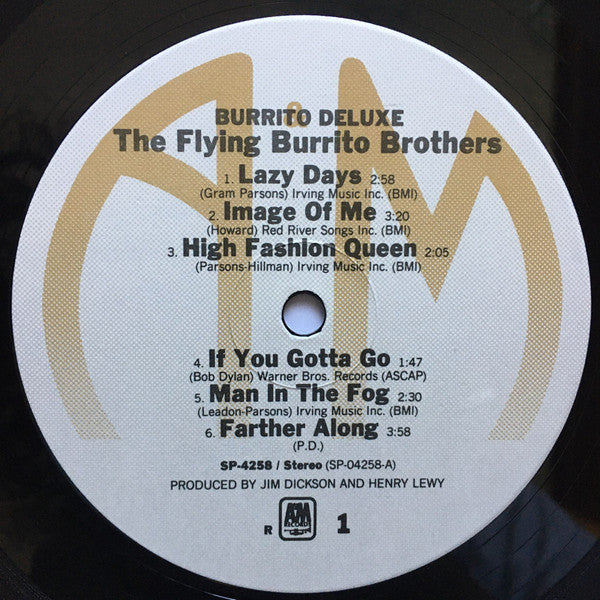 A&M
BURRITO DELUXE
The Flying Burrito Brothers
1. Lazy Days 2:58
(Gram Parsons) Irving Music Inc. (BMI)
2. Image Of Me 3:20
(Howard) Red River Songs Inc. (BMI)
3. High Fashion Queen 2:05
(Parsons-Hillman) Irving Music Inc. (BMI)
4. If You Gotta Go 1:47
(Bob Dylan) Warner Bros. Records (ASCAP)
5. Man In The Fog 2:30
(Leadon-Parsons) Irving Music Inc. (BMI)
6. Farther Along 3:58
(P.D.)
SP-4258 / Stereo (SP-04258-A)
PRODUCED BY JIM DICKSON AND HENRY LEWY
R A&M RECORDS 1